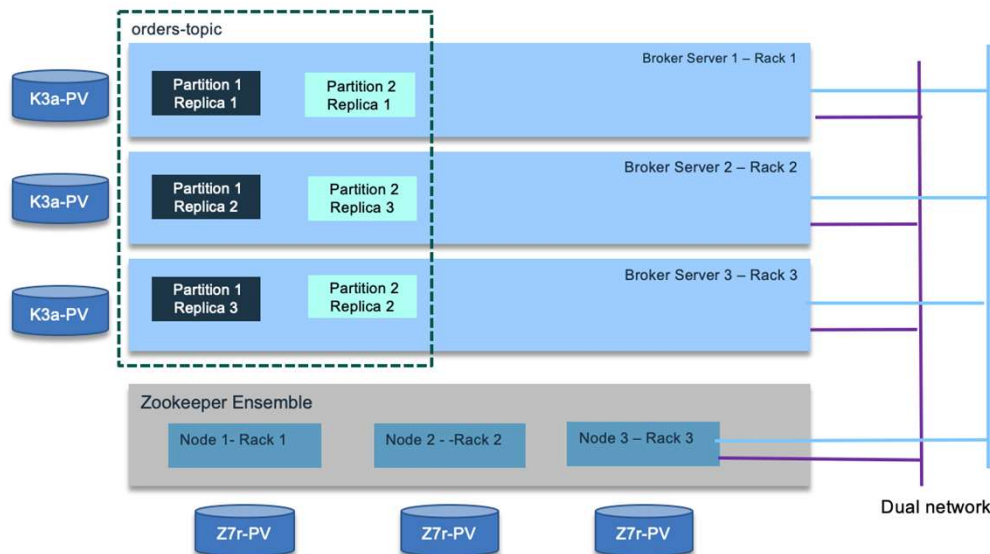 orders-topic
Broker Server 1 – Rack 1
K3a-PV
Partition 1
Replica 1
Partition 2
Replica 1
Broker Server 2 – Rack 2
K3a-PV
Partition 1
Replica 2
Partition 2
Replica 3
Broker Server 3 – Rack 3
K3a-PV
Partition 1
Replica 3
Partition 2
Replica 2
Zookeeper Ensemble
Node 1- Rack 1
Node 2 - -Rack 2
Node 3 – Rack 3
Dual network
Z7r-PV
Z7r-PV
Z7r-PV